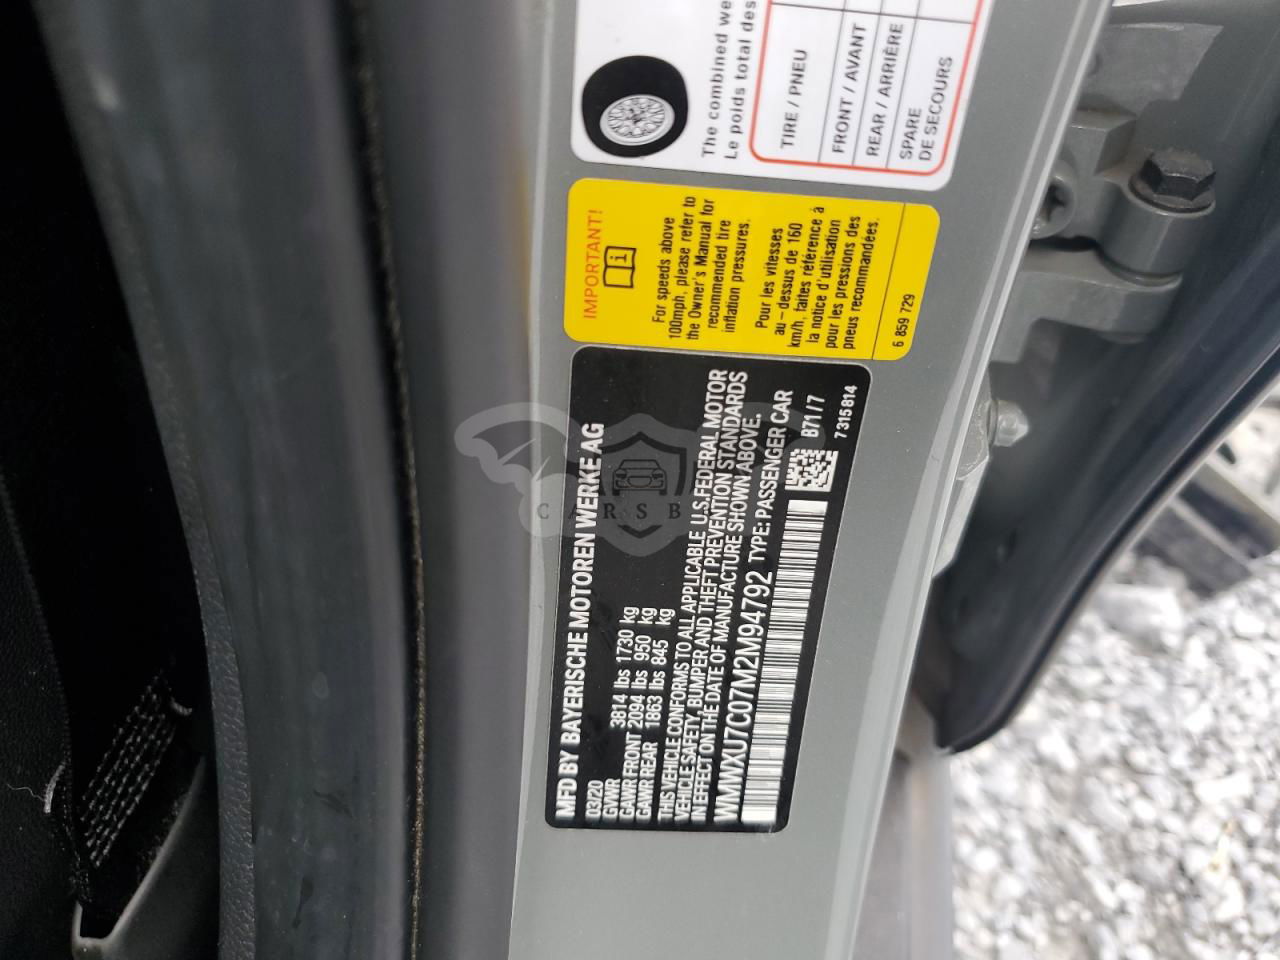 The combined we
Le poids total des
TIRE / PNEU
FRONT / AVANT
REAR / ARRIÈRE
SPARE
DE SECOURS
IMPORTANT!
For speeds above
100mph, please refer to
the Owner's Manual for
recommended tire
inflation pressures.
Pour les vitesses
au-dessus de 160
km/h, faites référence à
la notice d'utilisation
pour les pressions des
pneus recommandées.
6 859 729
MFD BY BAYERISCHE MOTOREN WERKE AG
03/20
GVWR 3814 lbs 1730 kg
GAWR FRONT 2094 lbs 950 kg
GAWR REAR 1863 lbs 845 kg
THIS VEHICLE CONFORMS TO ALL APPLICABLE U.S.FEDERAL MOTOR
VEHICLE SAFETY, BUMPER AND THEFT PREVENTION STANDARDS
IN EFFECT ON THE DATE OF MANUFACTURE SHOWN ABOVE.
WMWXU7C07M2M94792 TYPE: PASSENGER CAR
B71/7
7315814
CARSB